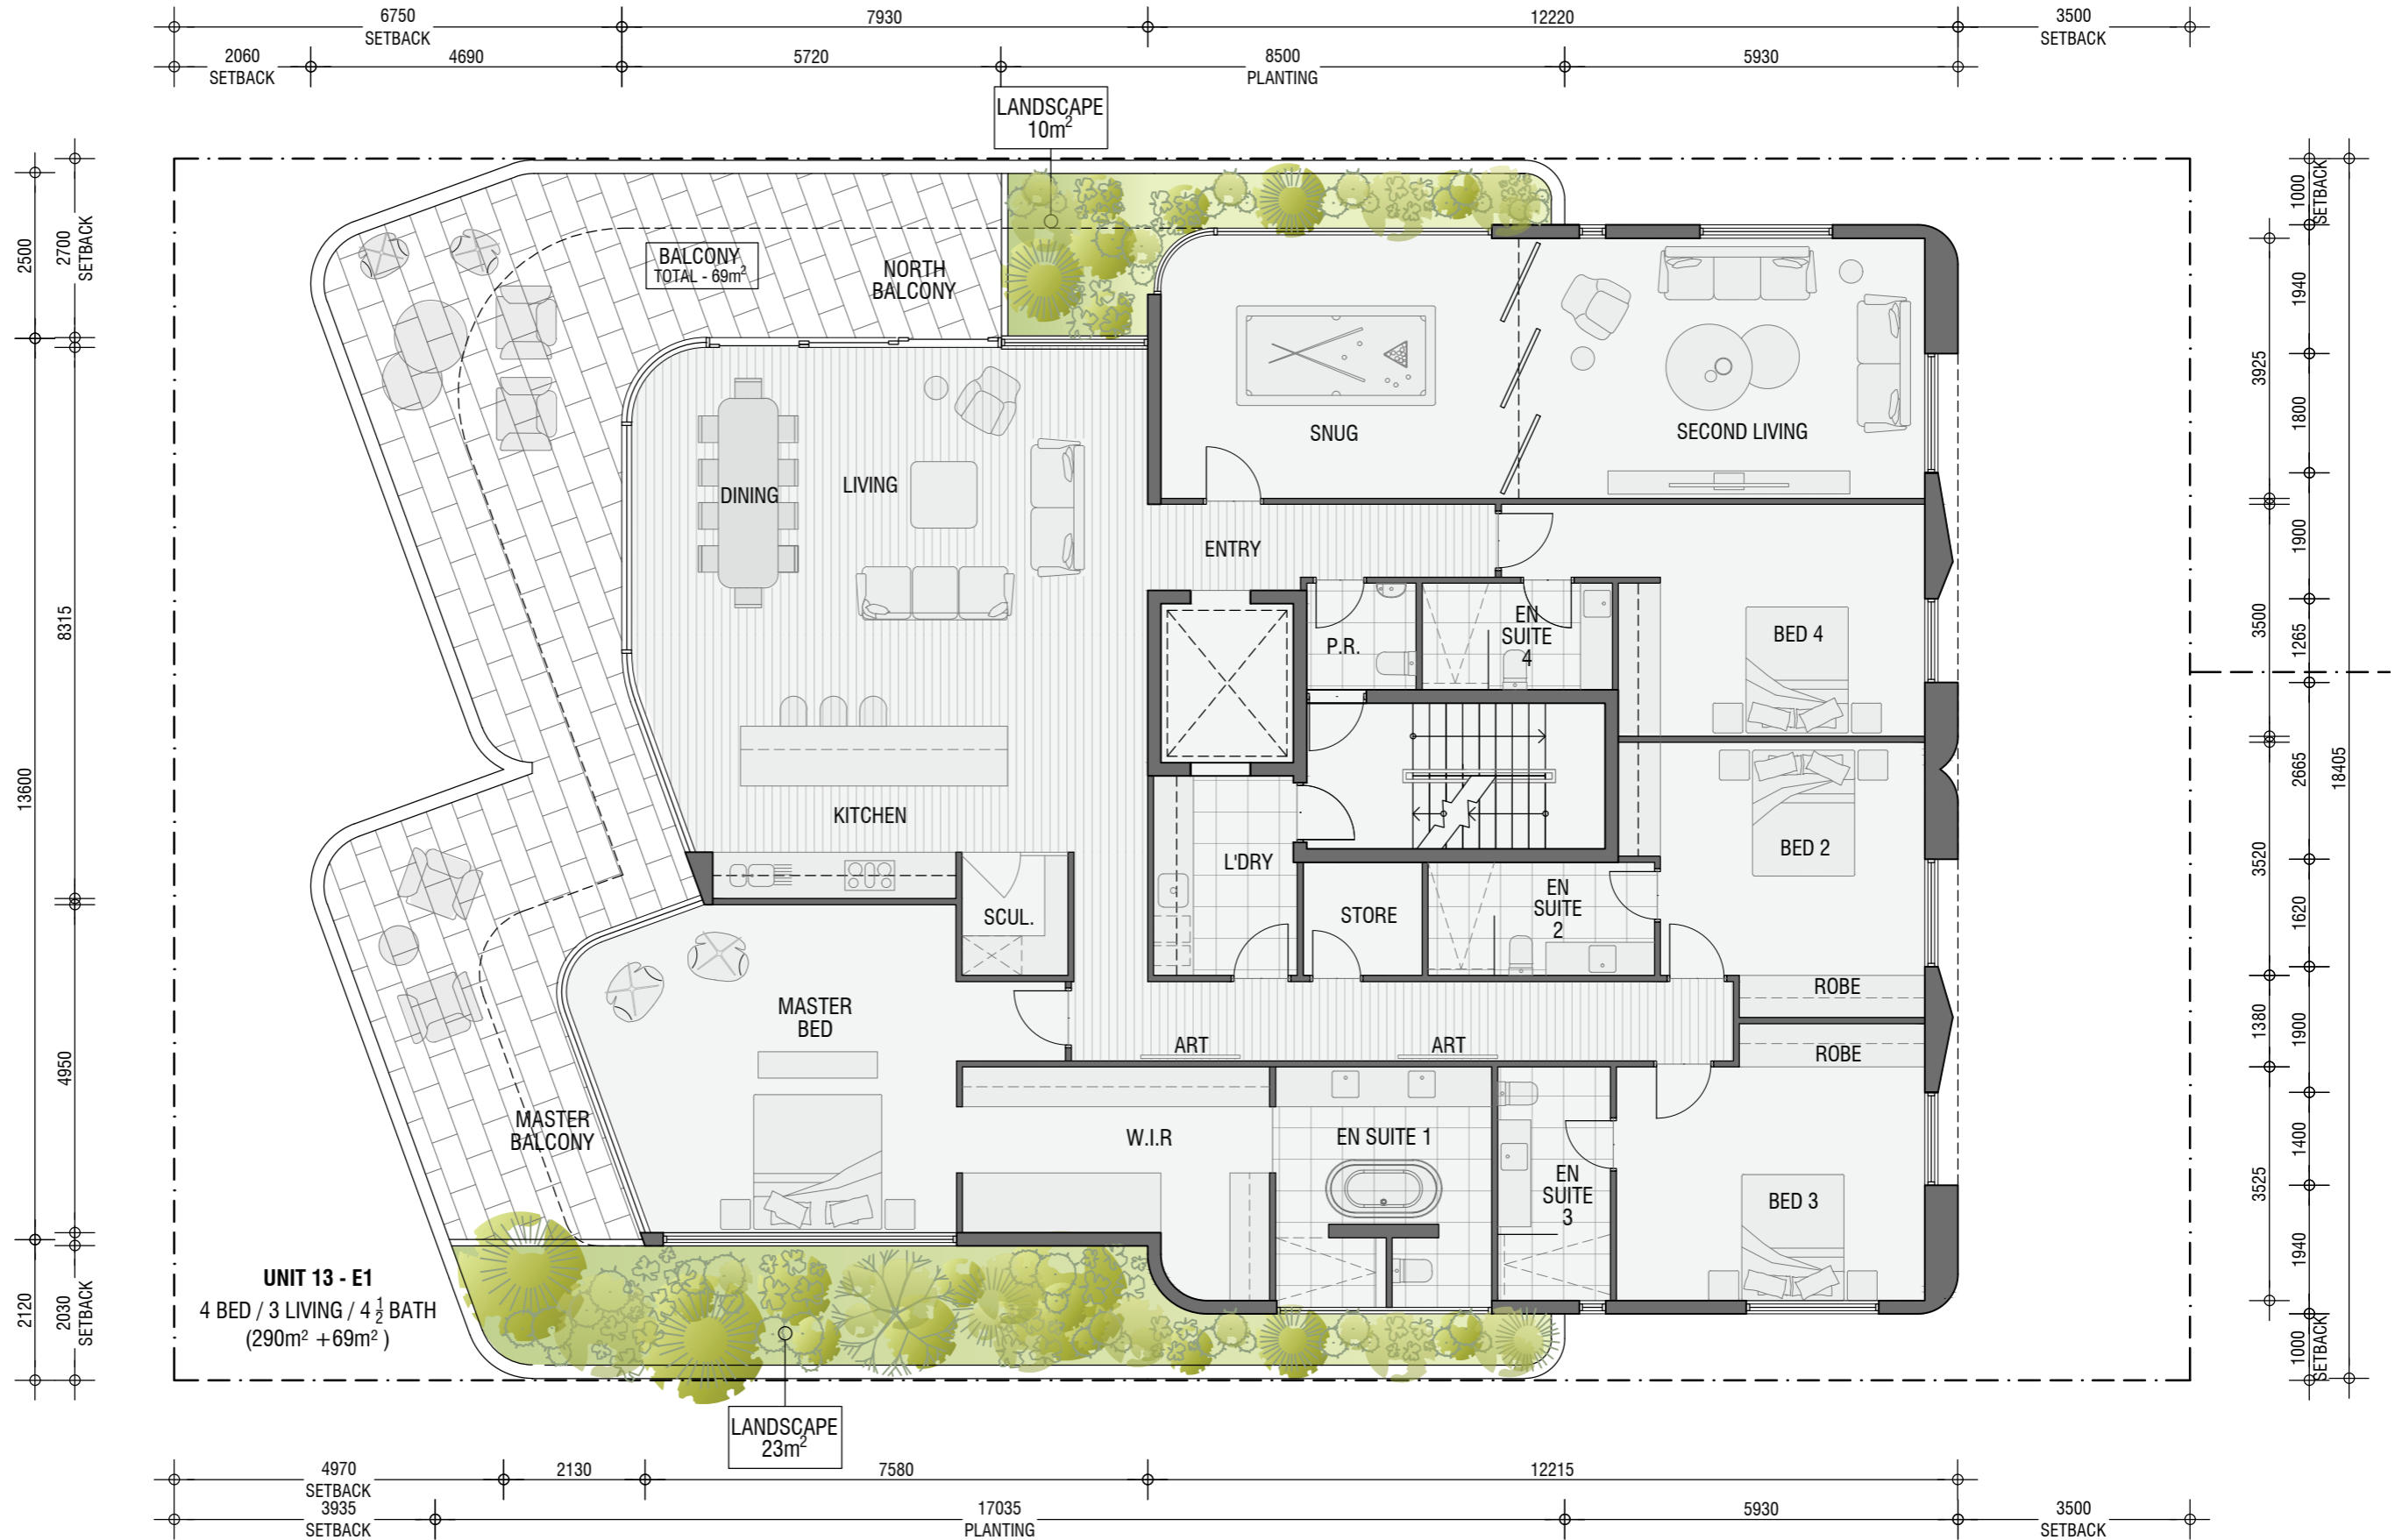 6750
SETBACK
7930
12220
3500
SETBACK
2060
SETBACK
4690
5720
8500
PLANTING
5930
LANDSCAPE
10m²
2500
2700
SETBACK
8315
13600
4950
2120
2030
SETBACK
BALCONY
TOTAL - 69m²
NORTH
BALCONY
SNUG
SECOND LIVING
DINING
LIVING
ENTRY
P.R.
EN
SUITE
4
BED 4
KITCHEN
L'DRY
BED 2
SCUL.
STORE
EN
SUITE
2
ROBE
MASTER
BED
ART
ART
ROBE
MASTER
BALCONY
W.I.R
EN SUITE 1
EN
SUITE
3
BED 3
UNIT 13 - E1
4 BED / 3 LIVING / 4 ½ BATH
(290m² +69m² )
LANDSCAPE
23m²
3925
3500
3520
1380
3525
1000
SETBACK
1940
1800
1900
1265
2665
1620
1900
1400
1940
1000
SETBACK
18405
4970
SETBACK
2130
7580
12215
3935
SETBACK
17035
PLANTING
5930
3500
SETBACK